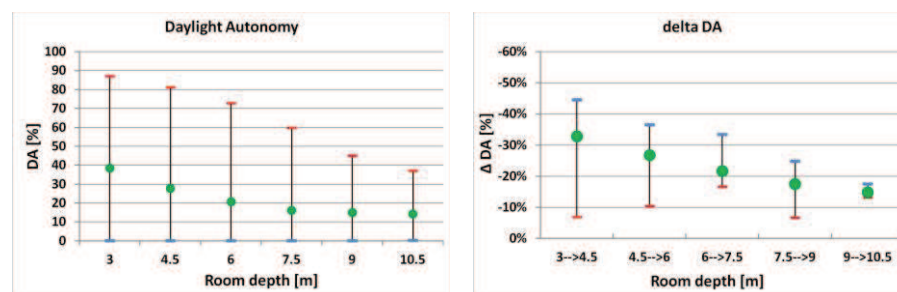 Daylight Autonomy
DA [%]
100
90
80
70
60
50
40
30
20
10
0
3 4.5 6 7.5 9 10.5
Room depth [m]
delta DA
Δ DA [%]
-60%
-50%
-40%
-30%
-20%
-10%
0%
3-->4.5 4.5-->6 6-->7.5 7.5-->9 9-->10.5
Room depth [m]